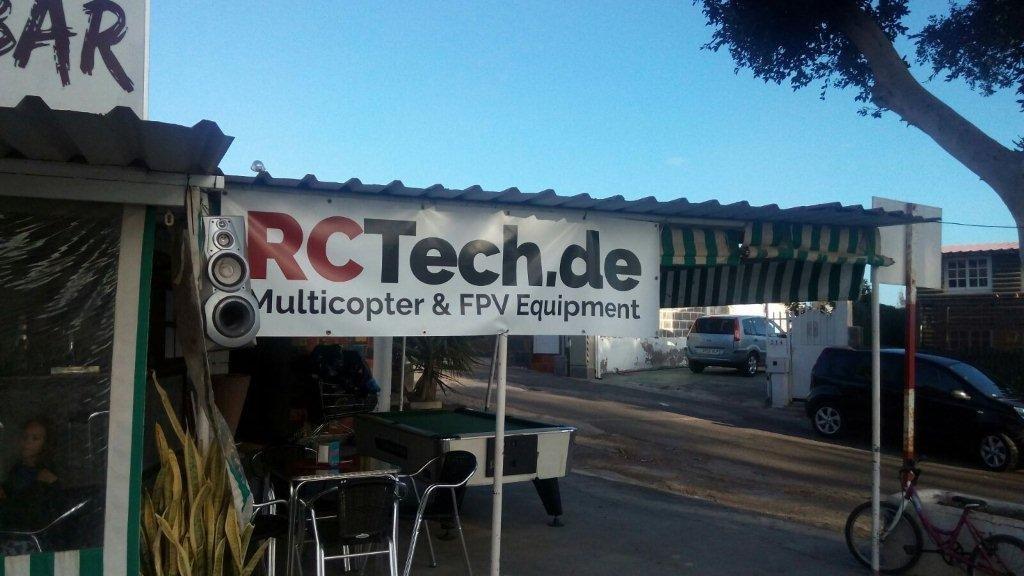 BAR
RCTech.de
Multicopter & FPV Equipment